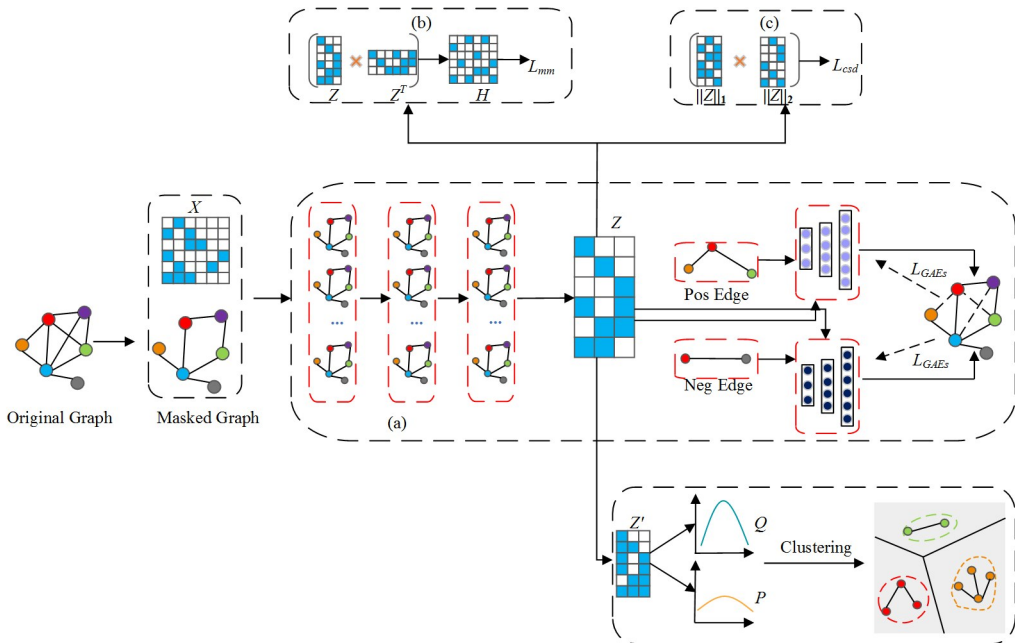 (b)
Z
Z^T
H
L_mm
(c)
||Z||_1
||Z||_2
L_csd
X
Original Graph
Masked Graph
...
...
...
(a)
Z
Pos Edge
Neg Edge
L_GAEs
L_GAEs
Z'
Q
P
Clustering